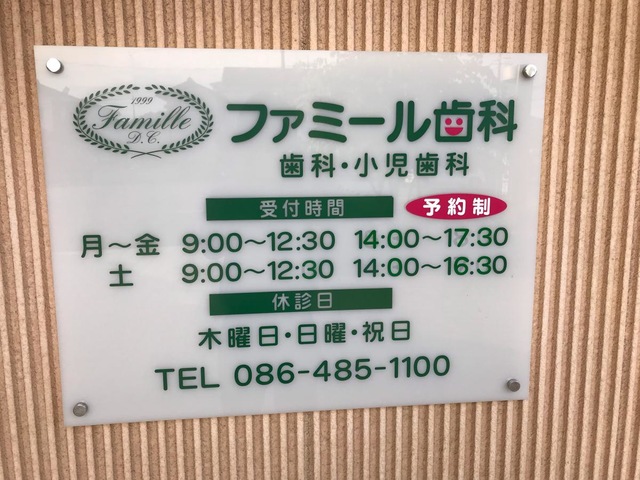 1999
Famille
D.C.
ファミール歯科
歯科・小児歯科
受付時間 予約制
月～金 9:00～12:30 14:00～17:30
土 9:00～12:30 14:00～16:30
休診日
木曜日・日曜・祝日
TEL 086-485-1100